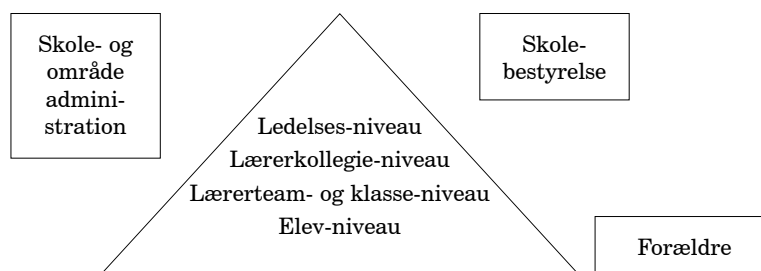 Skole- og
område
admini-
stration
Skole-
bestyrelse
Ledelses-niveau
Lærerkollegie-niveau
Lærerteam- og klasse-niveau
Elev-niveau
Forældre